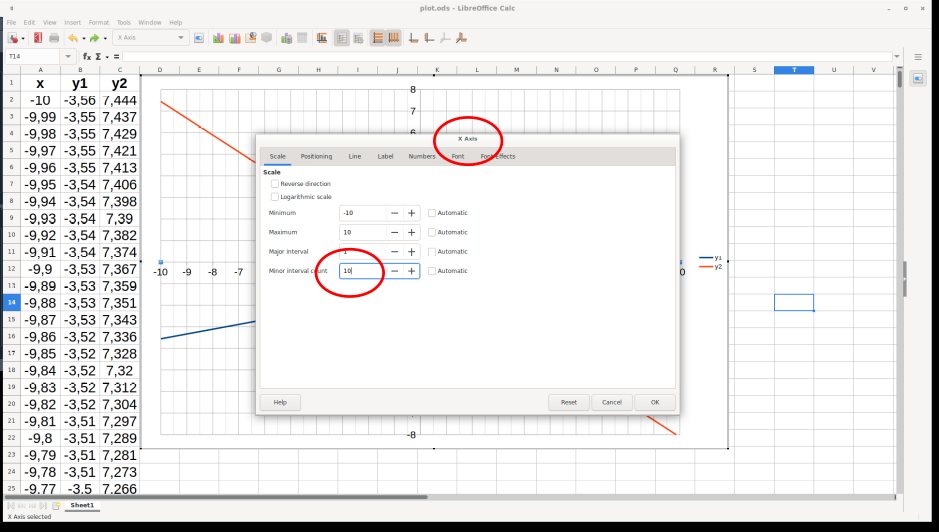 plot.ods - LibreOffice Calc
File Edit View Insert Format Tools Window Help
X Axis
T14
A B C D E F G H I J K L M N O P Q R S T U V
1 x y1 y2
2 -10 -3,56 7,444
3 -9,99 -3,55 7,437
4 -9,98 -3,55 7,429
5 -9,97 -3,55 7,421
6 -9,96 -3,55 7,413
7 -9,95 -3,54 7,406
8 -9,94 -3,54 7,398
9 -9,93 -3,54 7,39
10 -9,92 -3,54 7,382
11 -9,91 -3,54 7,374
12 -9,9 -3,53 7,367
13 -9,89 -3,53 7,359
14 -9,88 -3,53 7,351
15 -9,87 -3,53 7,343
16 -9,86 -3,52 7,336
17 -9,85 -3,52 7,328
18 -9,84 -3,52 7,32
19 -9,83 -3,52 7,312
20 -9,82 -3,52 7,304
21 -9,81 -3,51 7,297
22 -9,8 -3,51 7,289
23 -9,79 -3,51 7,281
24 -9,78 -3,51 7,273
25 -9,77 -3,5 7,266
8
7
6
-10 -9 -8 -7
-8
y1
y2
X Axis
Scale Positioning Line Label Numbers Font Font Effects
Scale
Reverse direction
Logarithmic scale
Minimum -10 Automatic
Maximum 10 Automatic
Major interval 1 Automatic
Minor interval count 10 Automatic
Help Reset Cancel OK
Sheet1
X Axis selected